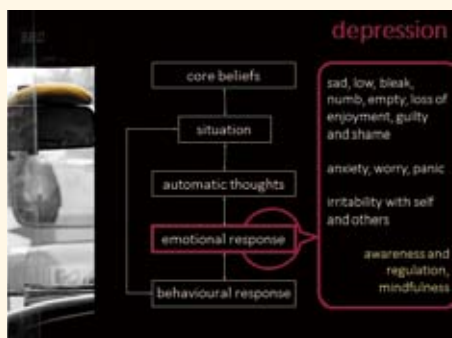 depression
core beliefs
situation
automatic thoughts
emotional response
behavioural response
sad, low, bleak,
numb, empty, loss of
enjoyment, guilty
and shame
anxiety, worry, panic
irritability with self
and others
awareness and
regulation,
mindfulness